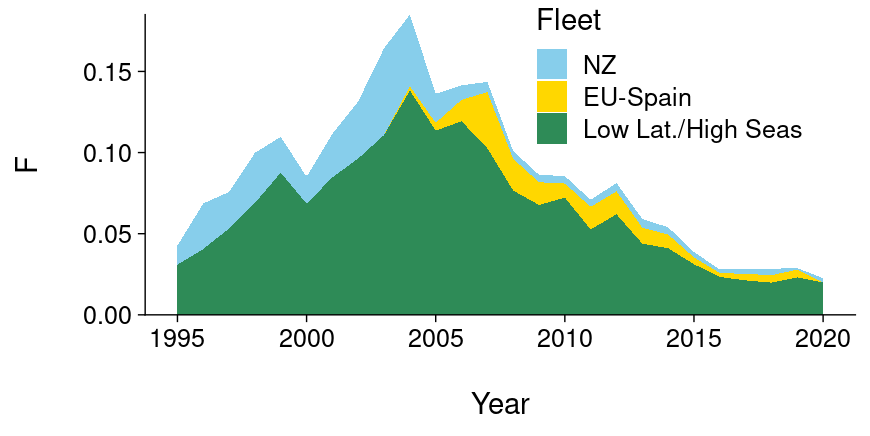 Fleet
NZ
EU-Spain
Low Lat./High Seas
F
0.15
0.10
0.05
0.00
1995 2000 2005 2010 2015 2020
Year